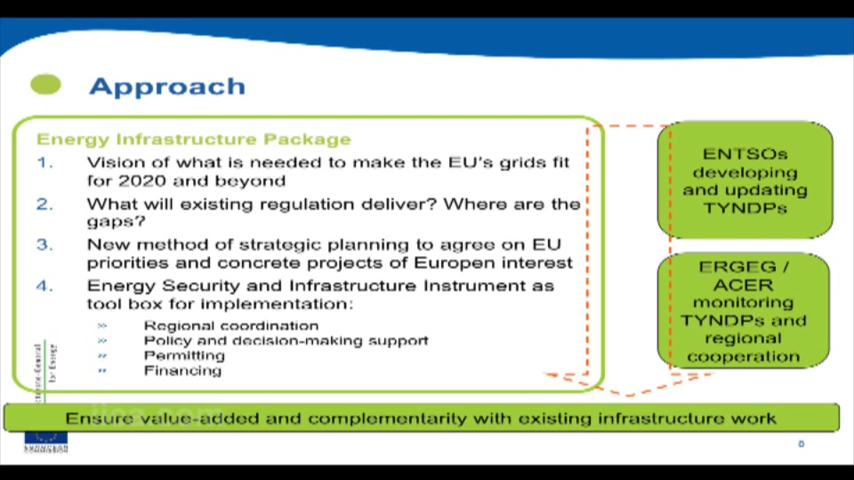 Approach
Energy Infrastructure Package
1. Vision of what is needed to make the EU's grids fit
for 2020 and beyond
2. What will existing regulation deliver? Where are the
gaps?
3. New method of strategic planning to agree on EU
priorities and concrete projects of Europen interest
4. Energy Security and Infrastructure Instrument as
tool box for implementation:
» Regional coordination
» Policy and decision-making support
» Permitting
» Financing
ENTSOs
developing
and updating
TYNDPs
ERGEG /
ACER
monitoring
TYNDPs and
regional
cooperation
for Energy
Ensure value-added and complementarity with existing infrastructure work
8